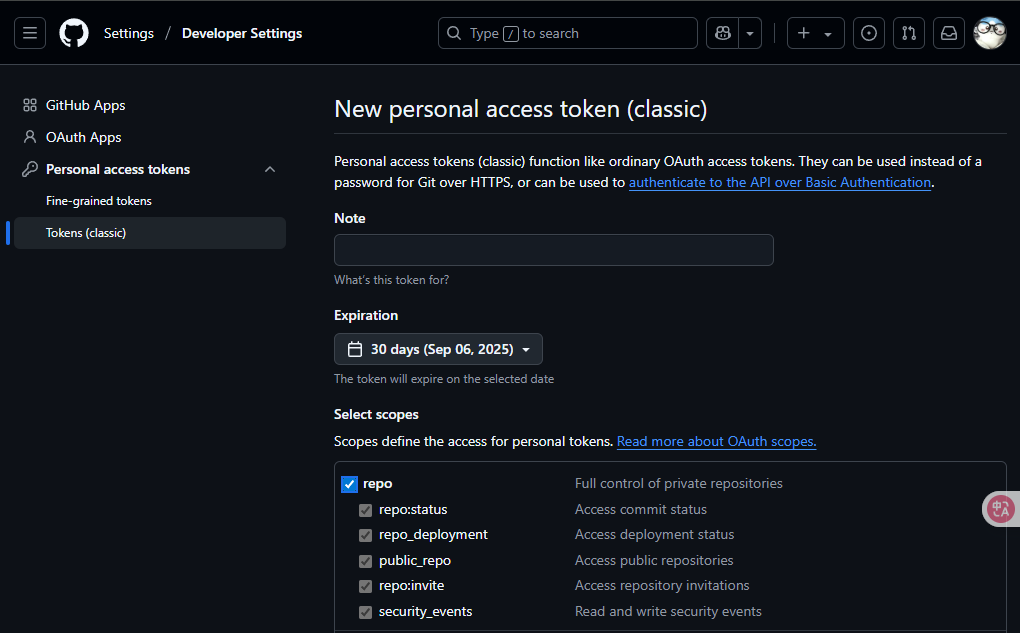 Settings / Developer Settings
Type / to search
GitHub Apps
OAuth Apps
Personal access tokens
Fine-grained tokens
Tokens (classic)
New personal access token (classic)
Personal access tokens (classic) function like ordinary OAuth access tokens. They can be used instead of a
password for Git over HTTPS, or can be used to authenticate to the API over Basic Authentication.
Note
What's this token for?
Expiration
30 days (Sep 06, 2025)
The token will expire on the selected date
Select scopes
Scopes define the access for personal tokens. Read more about OAuth scopes.
repo Full control of private repositories
repo:status Access commit status
repo_deployment Access deployment status
public_repo Access public repositories
repo:invite Access repository invitations
security_events Read and write security events
中A